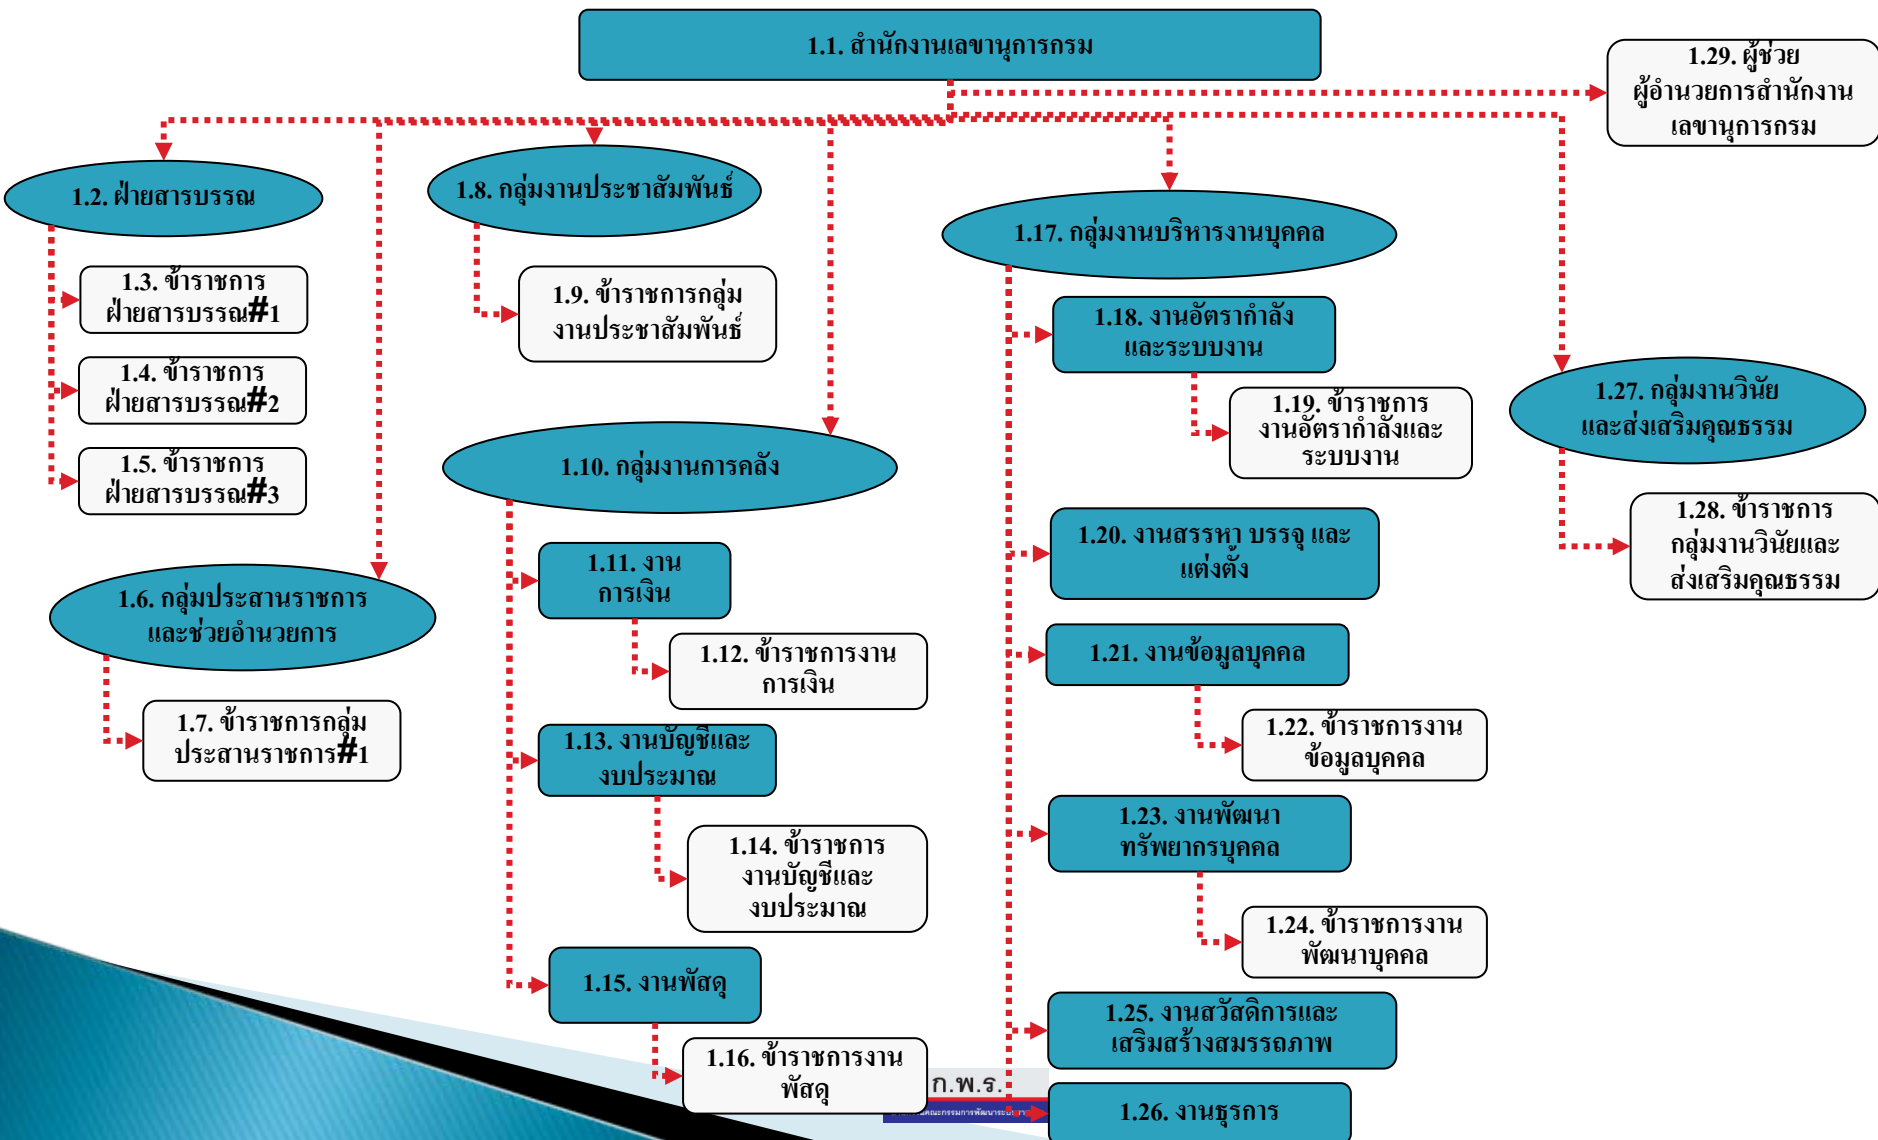 1.1. สำนักงานเลขานุการกรม
1.29. ผู้ช่วย
ผู้อำนวยการสำนักงาน
เลขานุการกรม
1.2. ฝ่ายสารบรรณ
1.3. ข้าราชการ
ฝ่ายสารบรรณ#1
1.4. ข้าราชการ
ฝ่ายสารบรรณ#2
1.5. ข้าราชการ
ฝ่ายสารบรรณ#3
1.6. กลุ่มประสานราชการ
และช่วยอำนวยการ
1.7. ข้าราชการกลุ่ม
ประสานราชการ#1
1.8. กลุ่มงานประชาสัมพันธ์
1.9. ข้าราชการกลุ่ม
งานประชาสัมพันธ์
1.10. กลุ่มงานการคลัง
1.11. งาน
การเงิน
1.12. ข้าราชการงาน
การเงิน
1.13. งานบัญชีและ
งบประมาณ
1.14. ข้าราชการ
งานบัญชีและ
งบประมาณ
1.15. งานพัสดุ
1.16. ข้าราชการงาน
พัสดุ
1.17. กลุ่มงานบริหารงานบุคคล
1.18. งานอัตรากำลัง
และระบบงาน
1.19. ข้าราชการ
งานอัตรากำลังและ
ระบบงาน
1.20. งานสรรหา บรรจุ และ
แต่งตั้ง
1.21. งานข้อมูลบุคคล
1.22. ข้าราชการงาน
ข้อมูลบุคคล
1.23. งานพัฒนา
ทรัพยากรบุคคล
1.24. ข้าราชการงาน
พัฒนาบุคคล
1.25. งานสวัสดิการและ
เสริมสร้างสมรรถภาพ
1.26. งานธุรการ
1.27. กลุ่มงานวินัย
และส่งเสริมคุณธรรม
1.28. ข้าราชการ
กลุ่มงานวินัยและ
ส่งเสริมคุณธรรม
ก.พ.ร.